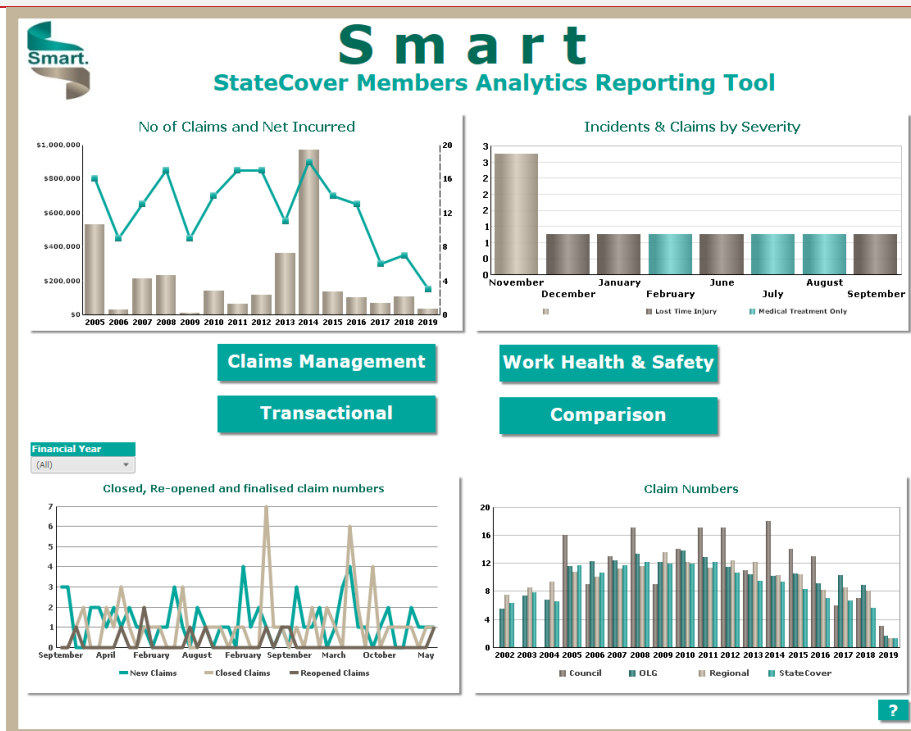 Smart.
S m a r t
StateCover Members Analytics Reporting Tool
No of Claims and Net Incurred
$1,000,000
$800,000
$600,000
$400,000
$200,000
$0
20
16
12
8
4
0
2005 2006 2007 2008 2009 2010 2011 2012 2013 2014 2015 2016 2017 2018 2019
Incidents & Claims by Severity
3
3
2
2
1
1
0
0
November January June August
December February July September
Lost Time Injury Medical Treatment Only
Claims Management
Work Health & Safety
Transactional
Comparison
Financial Year
(All)
Closed, Re-opened and finalised claim numbers
7
6
5
4
3
2
1
0
September April February August February September March October May
New Claims Closed Claims Reopened Claims
Claim Numbers
20
16
12
8
4
0
2002 2003 2004 2005 2006 2007 2008 2009 2010 2011 2012 2013 2014 2015 2016 2017 2018 2019
Council OLG Regional StateCover
?